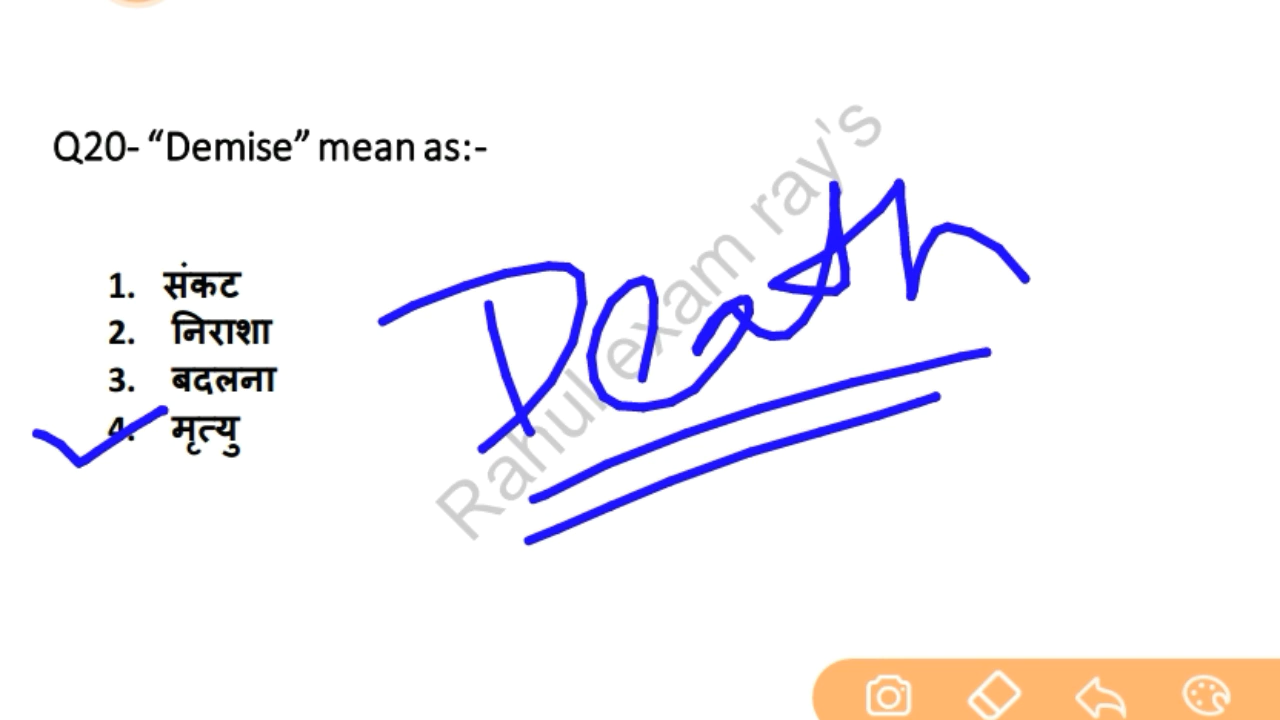 Q20- “Demise” mean as:-
1. संकट
2. निराशा
3. बदलना
4. मृत्यु
Death
Rahul exam ray's